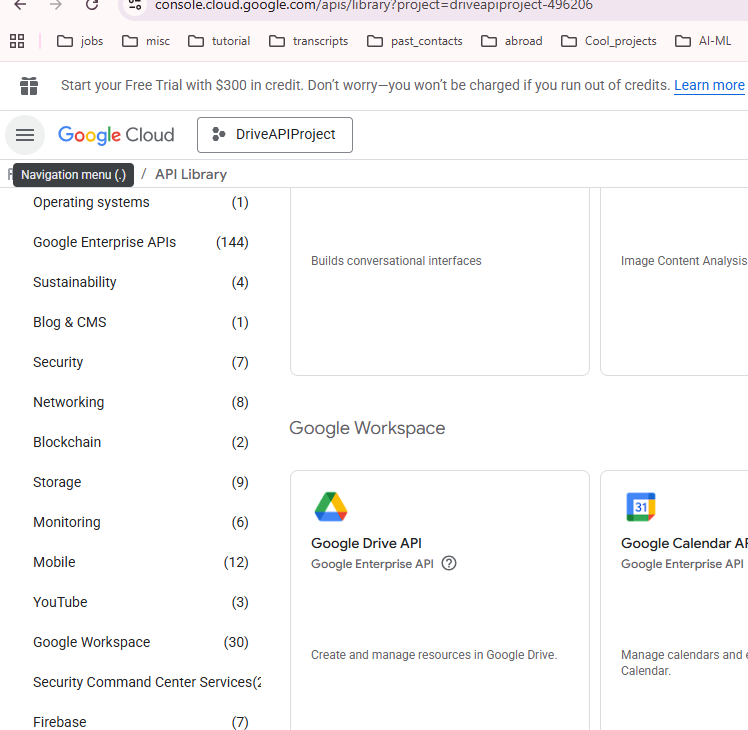 console.cloud.google.com/apis/library?project=driveapiproject-496206
jobs misc tutorial transcripts past_contacts abroad Cool_projects AI-ML
Start your Free Trial with $300 in credit. Don’t worry—you won’t be charged if you run out of credits. Learn more
Google Cloud DriveAPIProject
Navigation menu (.) / API Library
Operating systems (1)
Google Enterprise APIs (144)
Sustainability (4)
Blog & CMS (1)
Security (7)
Networking (8)
Blockchain (2)
Storage (9)
Monitoring (6)
Mobile (12)
YouTube (3)
Google Workspace (30)
Security Command Center Services(2
Firebase (7)
Builds conversational interfaces
Image Content Analysis
Google Workspace
Google Drive API
Google Enterprise API
Create and manage resources in Google Drive.
31
Google Calendar AP
Google Enterprise API
Manage calendars and e
Calendar.